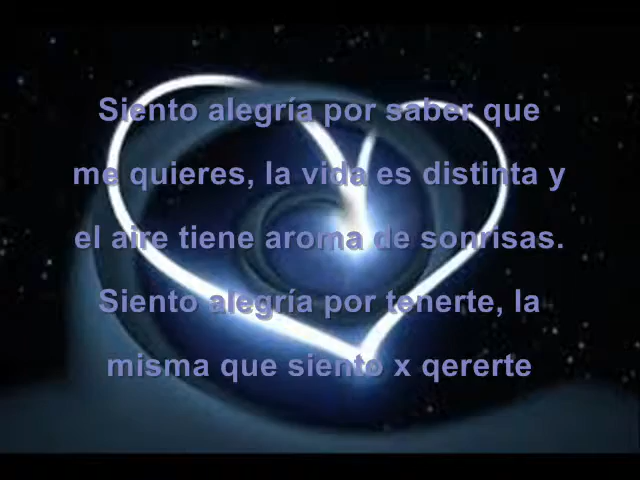 Siento alegría por saber que
me quieres, la vida es distinta y
el aire tiene aroma de sonrisas.
Siento alegría por tenerte, la
misma que siento x qererte